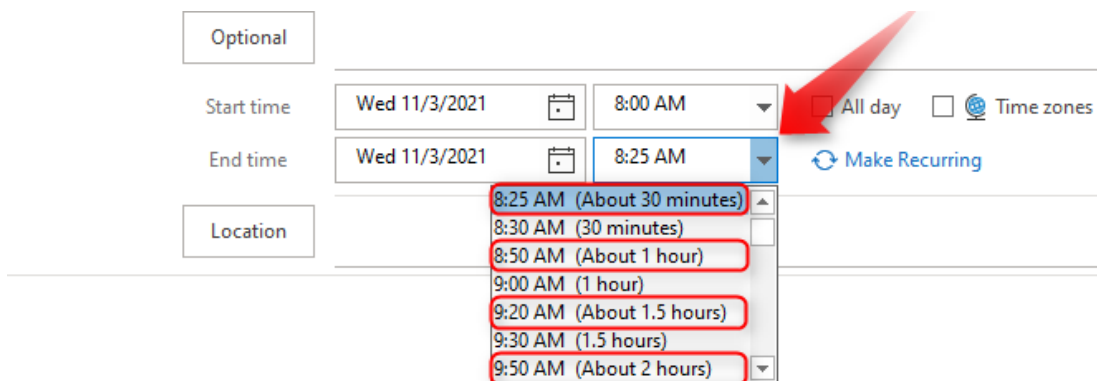 Optional
Start time Wed 11/3/2021 8:00 AM All day Time zones
End time Wed 11/3/2021 8:25 AM Make Recurring
8:25 AM (About 30 minutes)
8:30 AM (30 minutes)
Location
8:50 AM (About 1 hour)
9:00 AM (1 hour)
9:20 AM (About 1.5 hours)
9:30 AM (1.5 hours)
9:50 AM (About 2 hours)